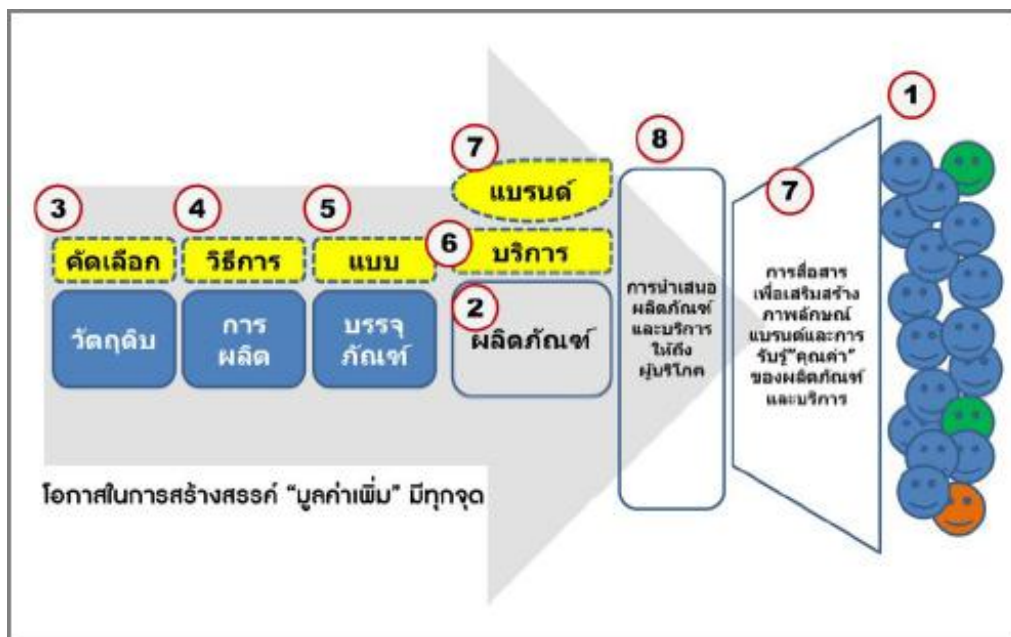 1
7
8
แบรนด์
7
3
4
5
6
คัดเลือก
วิธีการ
แบบ
บริการ
2
วัตถุดิบ
การ
ผลิต
บรรจุ
ภัณฑ์
ผลิตภัณฑ์
การนำเสนอ
ผลิตภัณฑ์
และบริการ
ให้ถึง
ผู้บริโภค
การสื่อสาร
เพื่อเสริมสร้าง
ภาพลักษณ์
แบรนด์และการ
รับรู้"คุณค่า"
ของผลิตภัณฑ์
และบริการ
โอกาสในการสร้างสรรค์ "มูลค่าเพิ่ม" มีทุกจุด